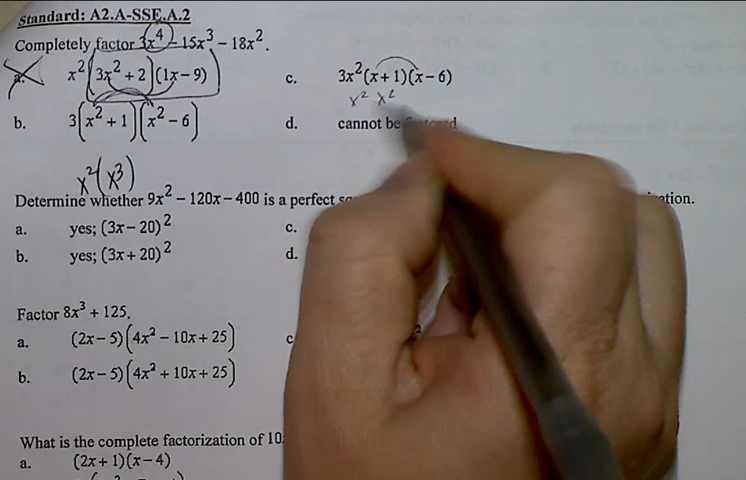 Standard: A2.A-SSE.A.2
Completely factor 3x⁴ – 15x³ – 18x².
a. x²(3x² + 2)(1x – 9) c. 3x²(x + 1)(x – 6)
x² x²
b. 3(x² + 1)(x² – 6) d. cannot be factored
x²(x³)
Determine whether 9x² – 120x – 400 is a perfect
a. yes; (3x – 20)² c.
b. yes; (3x + 20)² d.
Factor 8x³ + 125.
a. (2x – 5)(4x² – 10x + 25)
b. (2x – 5)(4x² + 10x + 25)
What is the complete factorization of
a. (2x + 1)(x – 4)